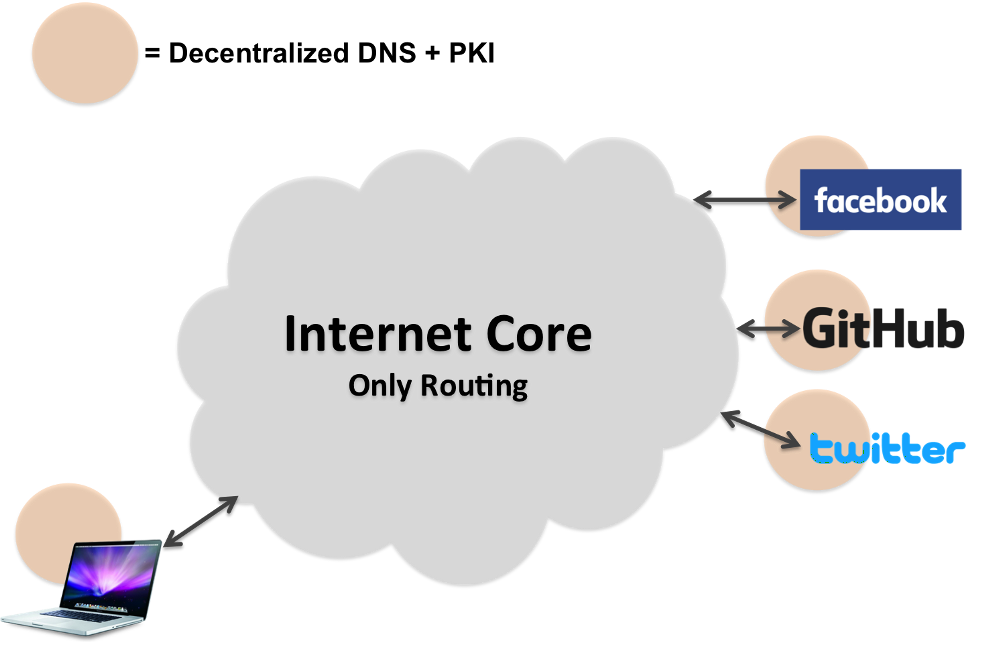 = Decentralized DNS + PKI
facebook
Internet Core
GitHub
Only Routing
twitter